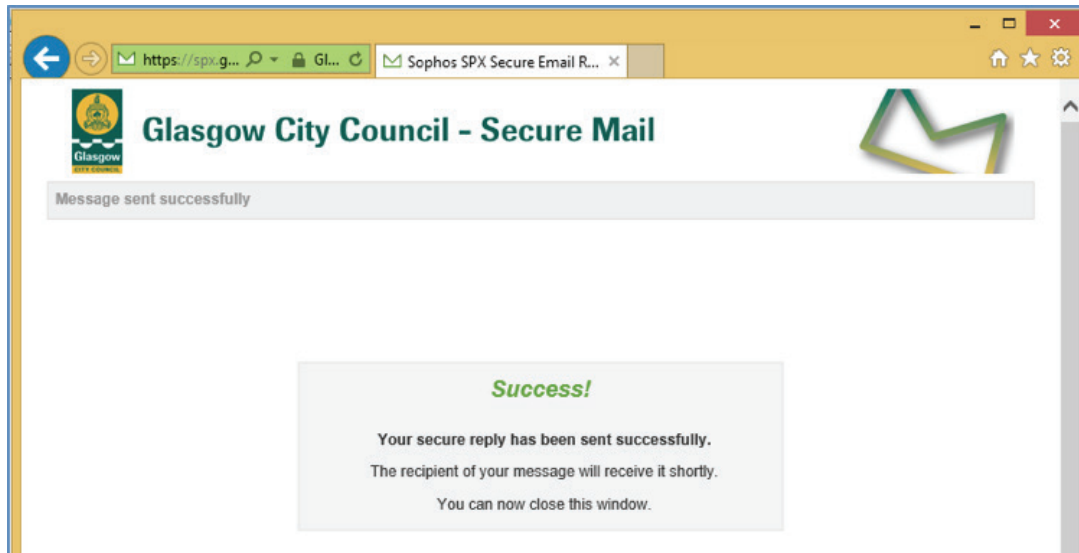 https://spx.g...
Gl...
Sophos SPX Secure Email R...
Glasgow
CITY COUNCIL
Glasgow City Council - Secure Mail
Message sent successfully
Success!
Your secure reply has been sent successfully.
The recipient of your message will receive it shortly.
You can now close this window.